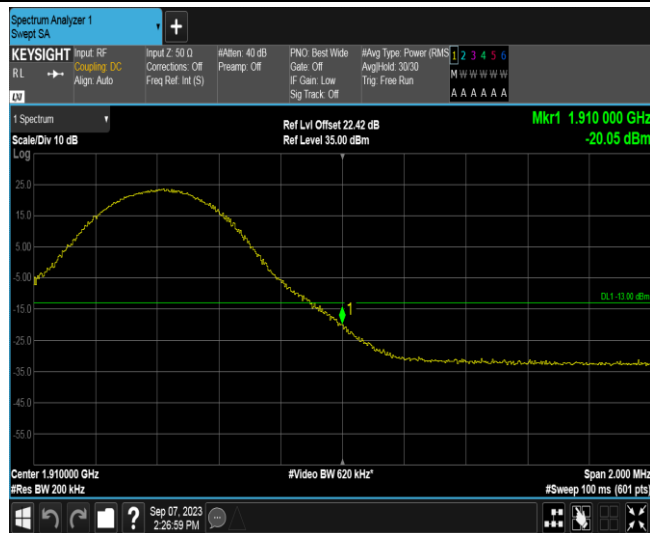 Spectrum Analyzer 1
Swept SA
+
KEYSIGHT
RL
LXI
Input: RF
Coupling: DC
Align: Auto
Input Z: 50 Ω
Corrections: Off
Freq Ref: Int (S)
#Atten: 40 dB
Preamp: Off
PNO: Best Wide
Gate: Off
IF Gain: Low
Sig Track: Off
#Avg Type: Power (RMS
Avg|Hold: 30/30
Trig: Free Run
1 2 3 4 5 6
M W W W W W
A A A A A A
1 Spectrum
Scale/Div 10 dB
Log
Ref Lvl Offset 22.42 dB
Ref Level 35.00 dBm
Mkr1 1.910 000 GHz
-20.05 dBm
25.0
15.0
5.00
-5.00
DL1 -13.00 dBm
1
-15.0
-25.0
-35.0
-45.0
-55.0
Center 1.910000 GHz
#Video BW 620 kHz*
Span 2.000 MHz
#Res BW 200 kHz
#Sweep 100 ms (601 pts)
?
Sep 07, 2023
2:26:59 PM